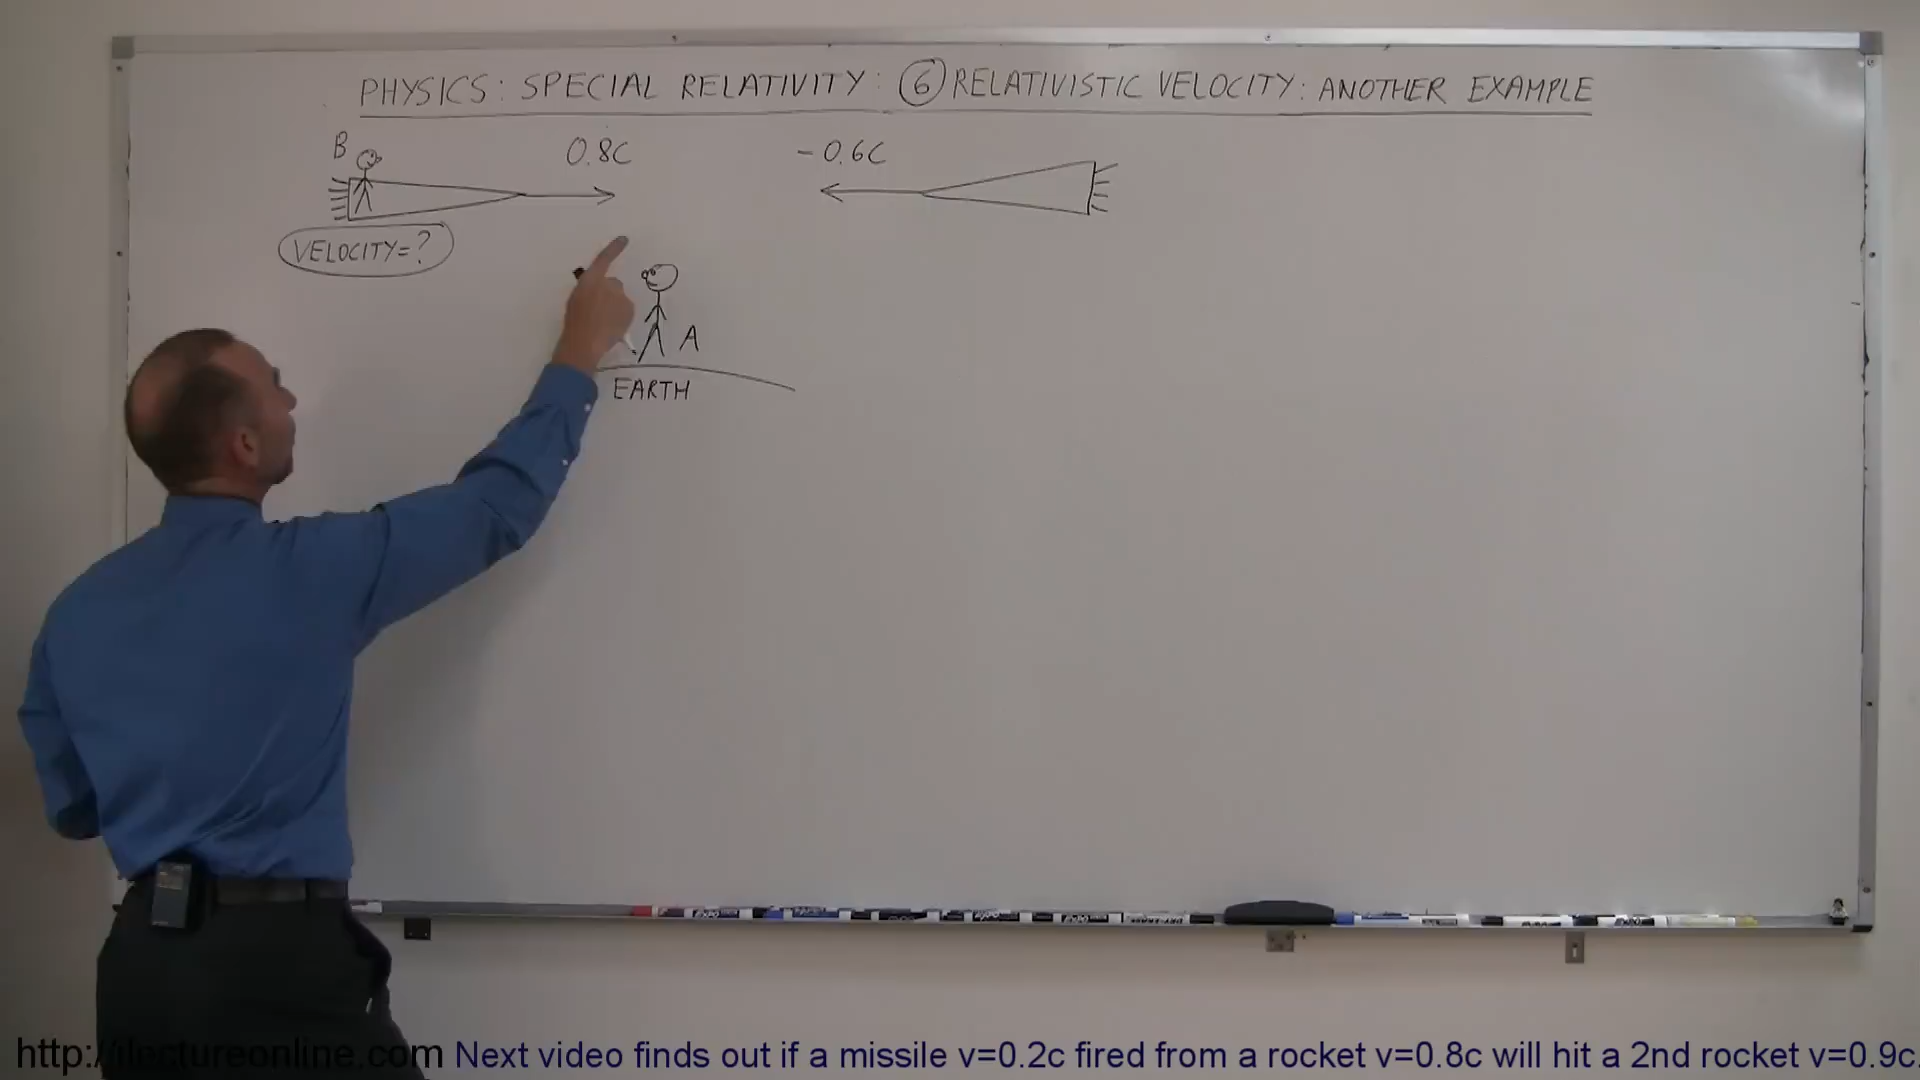 PHYSICS: SPECIAL RELATIVITY: 6 RELATIVISTIC VELOCITY: ANOTHER EXAMPLE
B
0.8C
-0.6C
VELOCITY=?
A
EARTH
http://ilectureonline.com Next video finds out if a missile v=0.2c fired from a rocket v=0.8c will hit a 2nd rocket v=0.9c